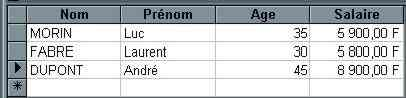 Nom Prénom Age Salaire
MORIN Luc 35 5 900,00 F
FABRE Laurent 30 5 800,00 F
DUPONT André 45 8 900,00 F